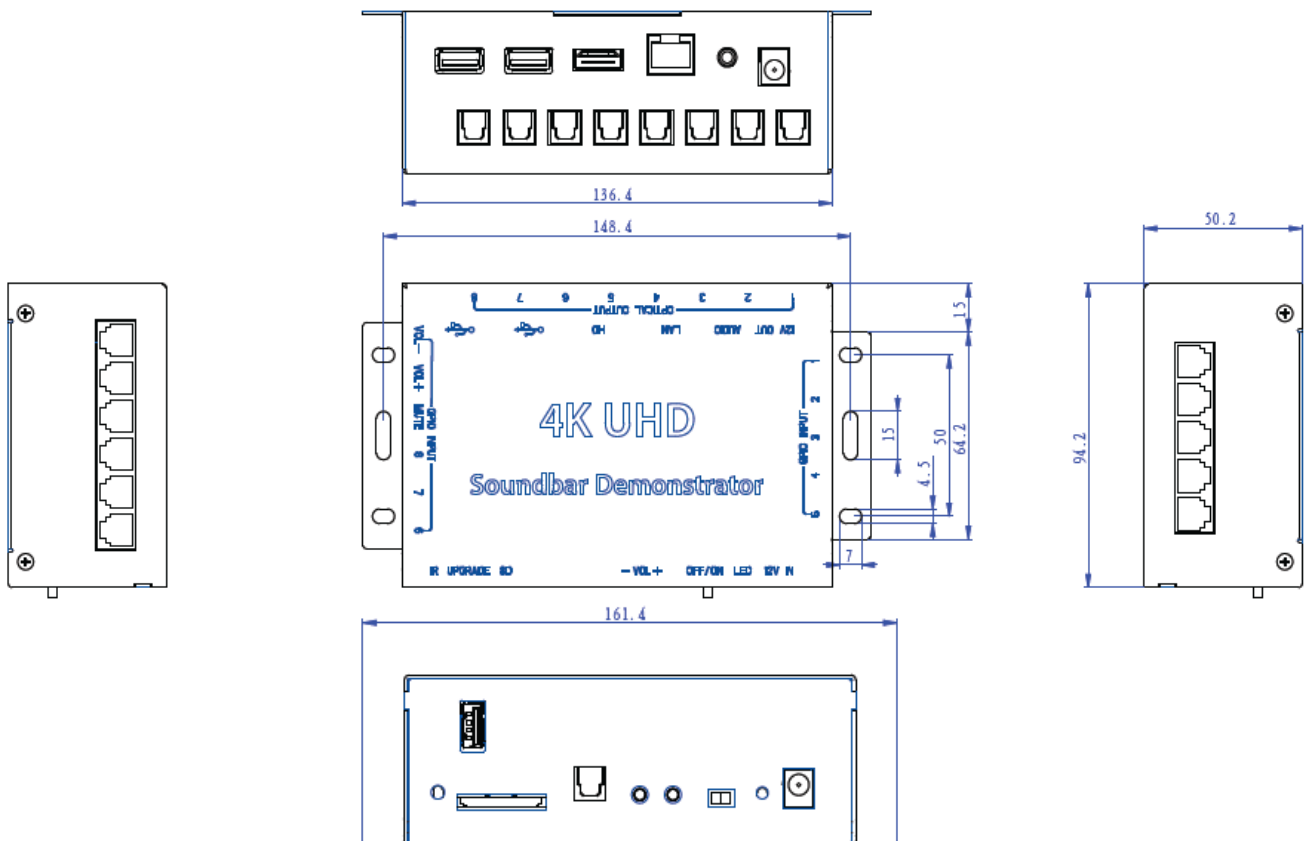 136.4
148.4
50.2
8 7 6 5 4 3 2 1
OPTICAL OUTPUT
HD LAN AUDIO 12V OUT
15
VOL- VOL+ MUTE 8 7 6
GPIO INPUT
1 2 3 4 5
GPIO INPUT
4K UHD
Soundbar Demonstrator
15
50
64.2
4.5
94.2
7
IR UPGRADE SD -VOL+ OFF/ON LED 12V IN
161.4